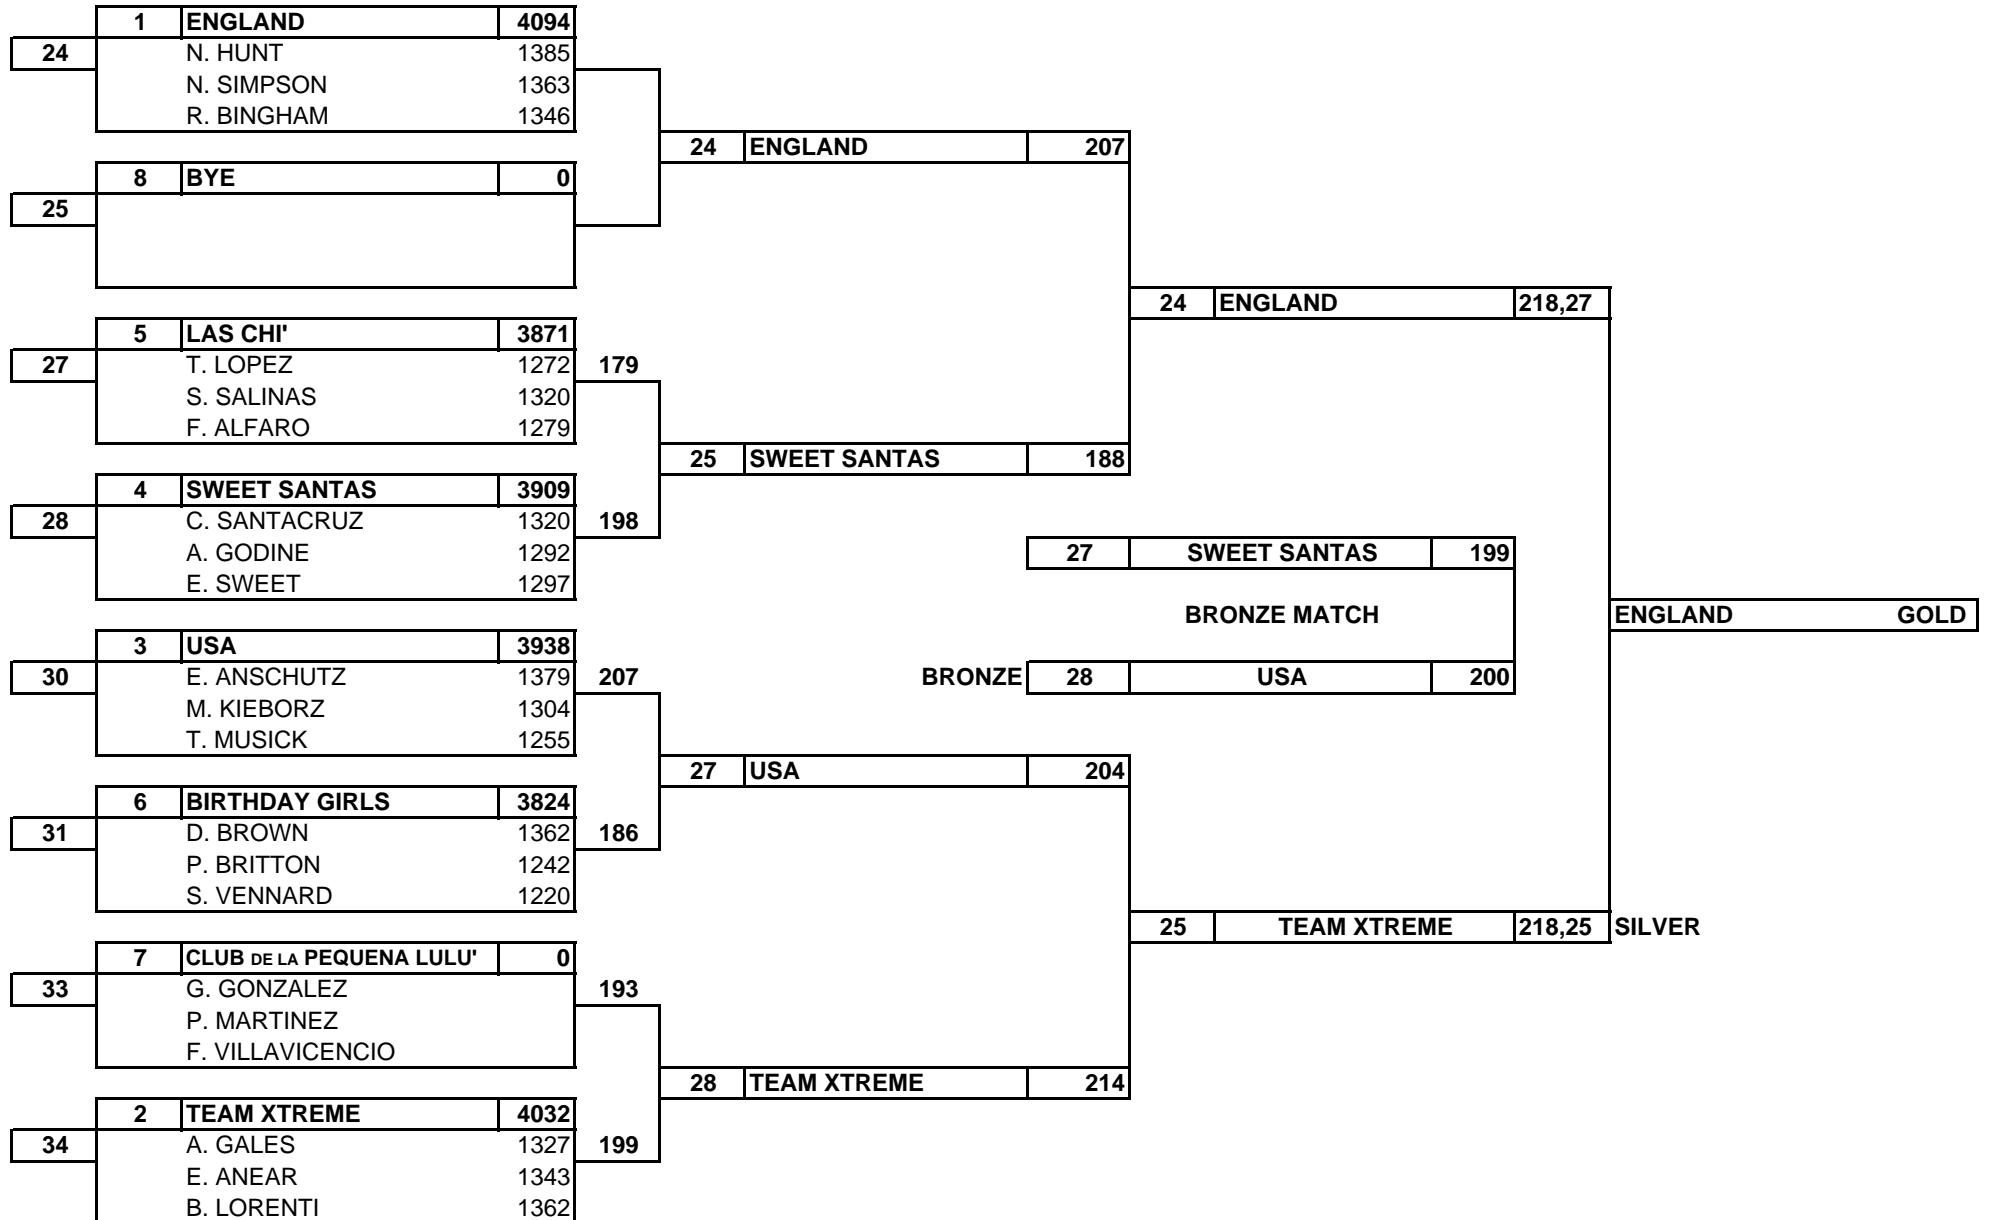 1 ENGLAND 4094
24 N. HUNT 1385
N. SIMPSON 1363
R. BINGHAM 1346
24 ENGLAND 207
8 BYE 0
25
24 ENGLAND 218,27
5 LAS CHI' 3871
27 T. LOPEZ 1272 179
S. SALINAS 1320
F. ALFARO 1279
25 SWEET SANTAS 188
4 SWEET SANTAS 3909
28 C. SANTACRUZ 1320 198
A. GODINE 1292
27 SWEET SANTAS 199
E. SWEET 1297
BRONZE MATCH
ENGLAND GOLD
3 USA 3938
30 E. ANSCHUTZ 1379 207
BRONZE 28 USA 200
M. KIEBORZ 1304
T. MUSICK 1255
27 USA 204
6 BIRTHDAY GIRLS 3824
31 D. BROWN 1362 186
P. BRITTON 1242
S. VENNARD 1220
25 TEAM XTREME 218,25 SILVER
7 CLUB DE LA PEQUENA LULU' 0
33 G. GONZALEZ 193
P. MARTINEZ
F. VILLAVICENCIO
28 TEAM XTREME 214
2 TEAM XTREME 4032
34 A. GALES 1327 199
E. ANEAR 1343
B. LORENTI 1362